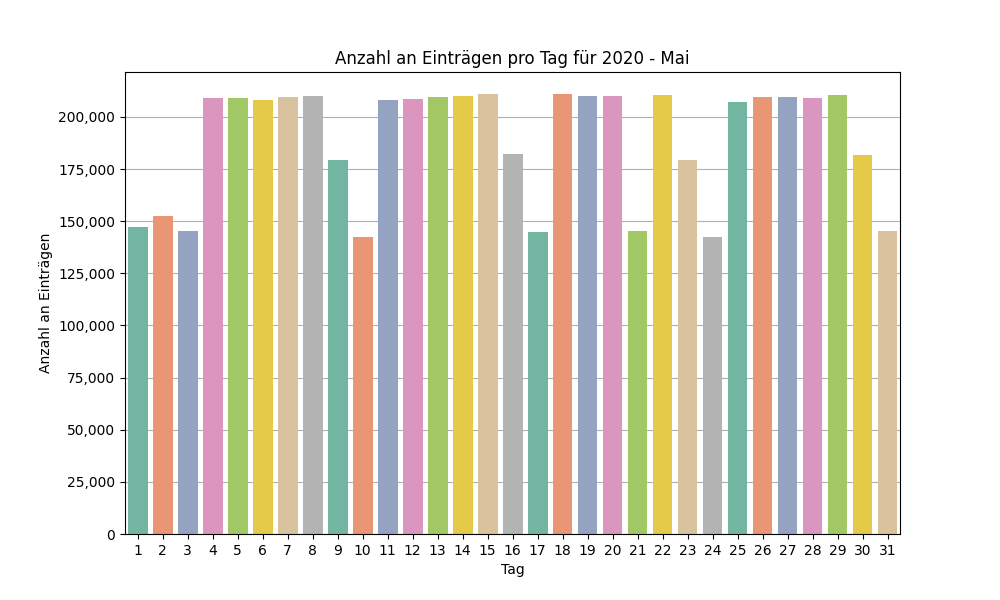 Anzahl an Einträgen pro Tag für 2020 - Mai
Anzahl an Einträgen
200,000
175,000
150,000
125,000
100,000
75,000
50,000
25,000
0
1 2 3 4 5 6 7 8 9 10 11 12 13 14 15 16 17 18 19 20 21 22 23 24 25 26 27 28 29 30 31
Tag